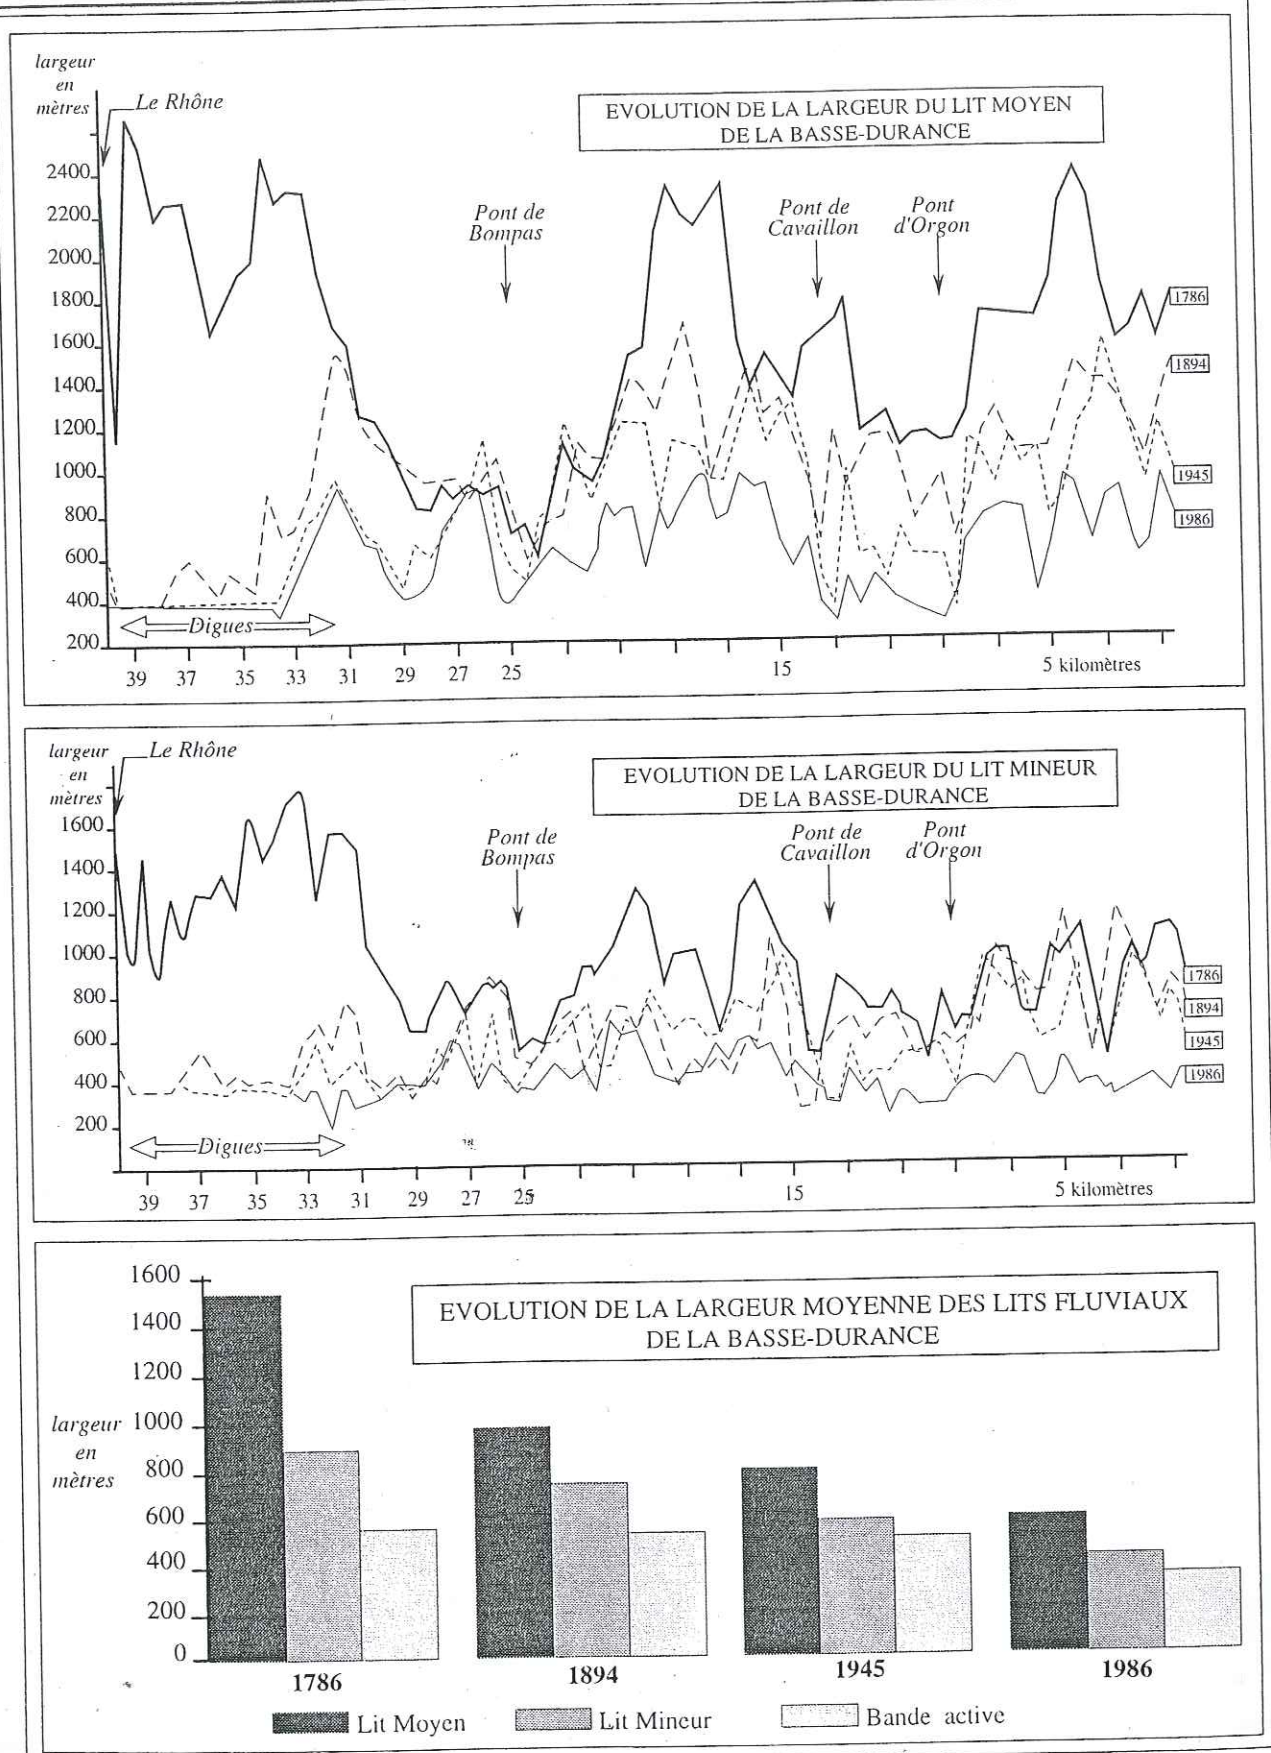 largeur
en
mètres
Le Rhône
EVOLUTION DE LA LARGEUR DU LIT MOYEN
DE LA BASSE-DURANCE
2400
2200
2000
1800
1600
1400
1200
1000
800
600
400
200
Pont de
Bompas
Pont de
Cavaillon
Pont
d'Orgon
1786
1894
1945
1986
Digues
39 37 35 33 31 29 27 25 15 5 kilomètres
largeur
en
mètres
Le Rhône
EVOLUTION DE LA LARGEUR DU LIT MINEUR
DE LA BASSE-DURANCE
1600
1400
1200
1000
800
600
400
200
Pont de
Bompas
Pont de
Cavaillon
Pont
d'Orgon
1786
1894
1945
1986
Digues
39 37 35 33 31 29 27 25 15 5 kilomètres
EVOLUTION DE LA LARGEUR MOYENNE DES LITS FLUVIAUX
DE LA BASSE-DURANCE
1600
1400
1200
1000
800
600
400
200
0
largeur
en
mètres
1786 1894 1945 1986
Lit Moyen Lit Mineur Bande active